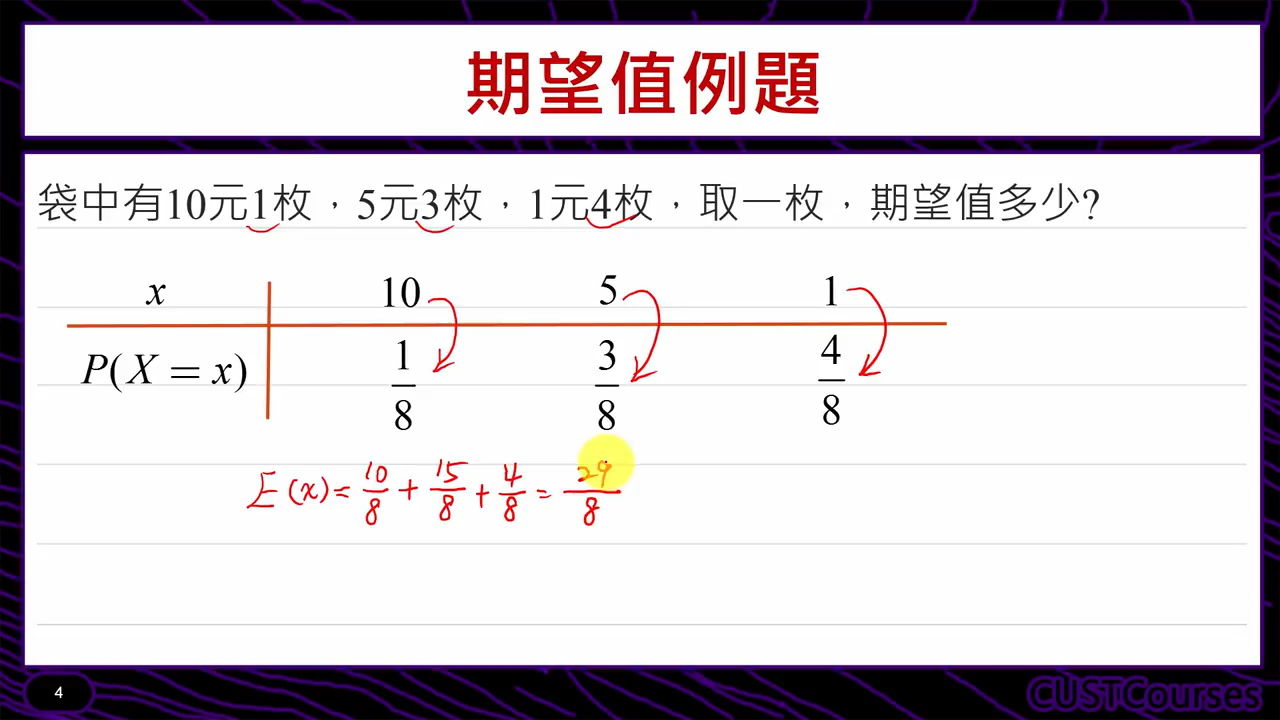 期望值例題
袋中有10元1枚，5元3枚，1元4枚，取一枚，期望值多少?
x 10 5 1
P(X = x) 1/8 3/8 4/8
E(x) = 10/8 + 15/8 + 4/8 = 29/8
4
CUSTCourses